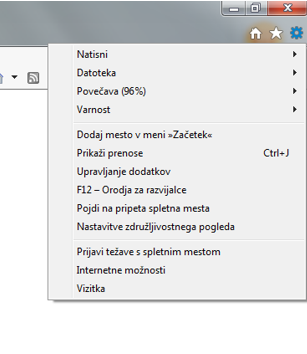 Natisni
Datoteka
Povečava (96%)
Varnost
Dodaj mesto v meni »Začetek«
Prikaži prenose Ctrl+J
Upravljanje dodatkov
F12 – Orodja za razvijalce
Pojdi na pripeta spletna mesta
Nastavitve združljivostnega pogleda
Prijavi težave s spletnim mestom
Internetne možnosti
Vizitka